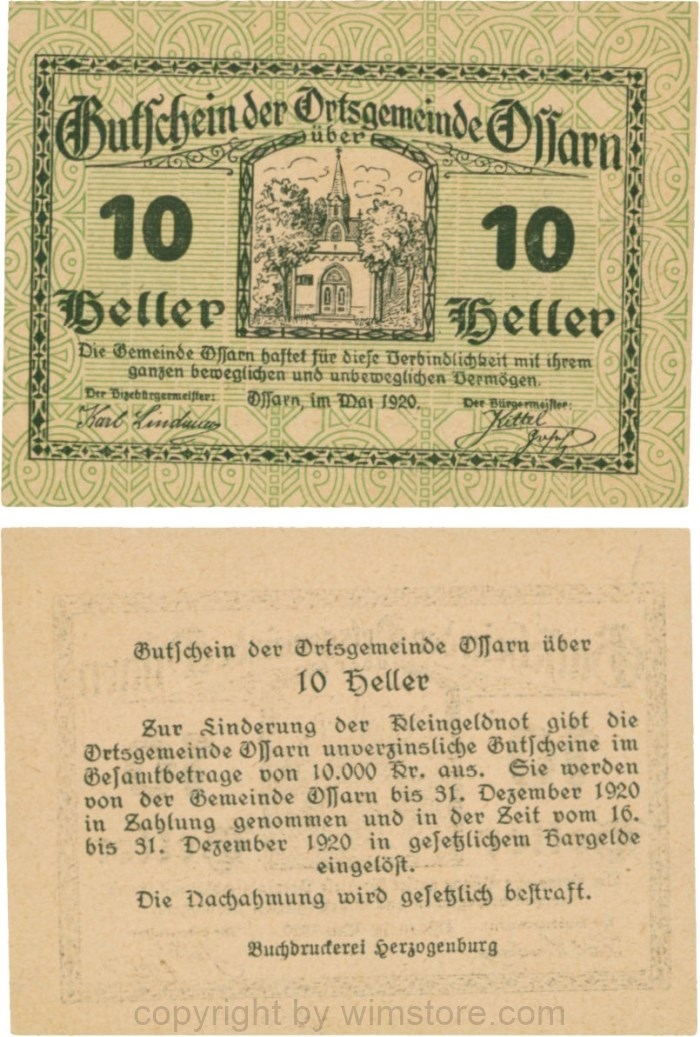 Gutschein der Ortsgemeinde Ossarn
über
10 10
Heller Heller
Die Gemeinde Ossarn haftet für diese Verbindlichkeit mit ihrem
ganzen beweglichen und unbeweglichen Vermögen.
Der Vizebürgermeister: Ossarn, im Mai 1920. Der Bürgermeister:
Karl Kittel
Gutschein der Ortsgemeinde Ossarn über
10 Heller
Zur Linderung der Kleingeldnot gibt die
Ortsgemeinde Ossarn unverzinsliche Gutscheine im
Gesamtbetrage von 10.000 Kr. aus. Sie werden
von der Gemeinde Ossarn bis 31. Dezember 1920
in Zahlung genommen und in der Zeit vom 16.
bis 31. Dezember 1920 in gesetzlichem Bargelde
eingelöst.
Die Nachahmung wird gesetzlich bestraft.
Buchdruckerei Herzogenburg
copyright by wimstore.com